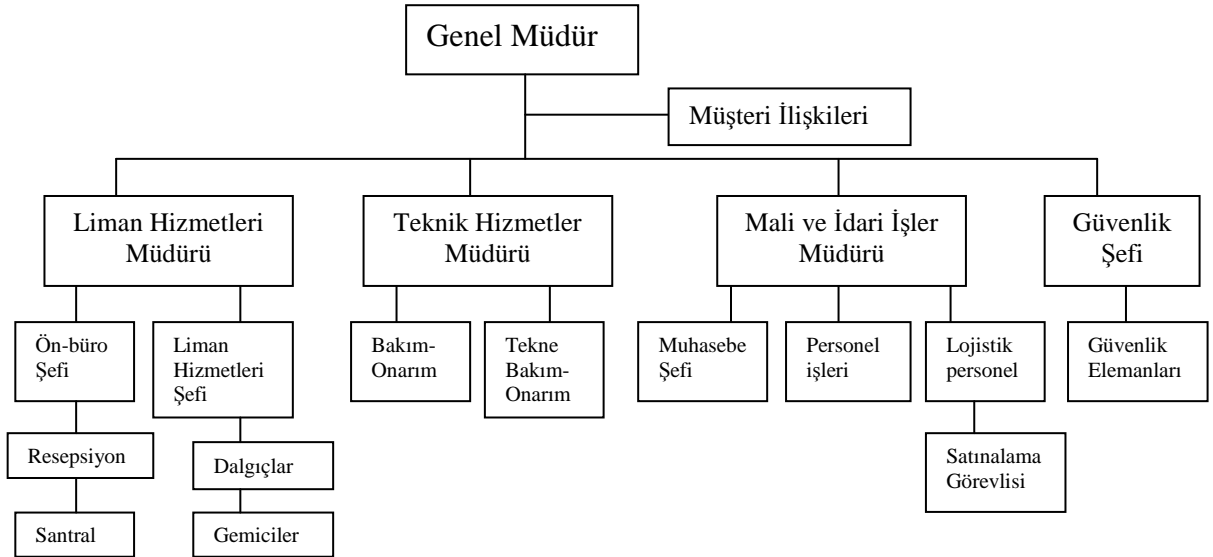 Genel Müdür
Müşteri İlişkileri
Liman Hizmetleri
Müdürü
Teknik Hizmetler
Müdürü
Mali ve İdari İşler
Müdürü
Güvenlik
Şefi
Ön-büro
Şefi
Liman
Hizmetleri
Şefi
Bakım-
Onarım
Tekne
Bakım-
Onarım
Muhasebe
Şefi
Personel
işleri
Lojistik
personel
Güvenlik
Elemanları
Resepsiyon
Dalgıçlar
Satınalama
Görevlisi
Santral
Gemiciler